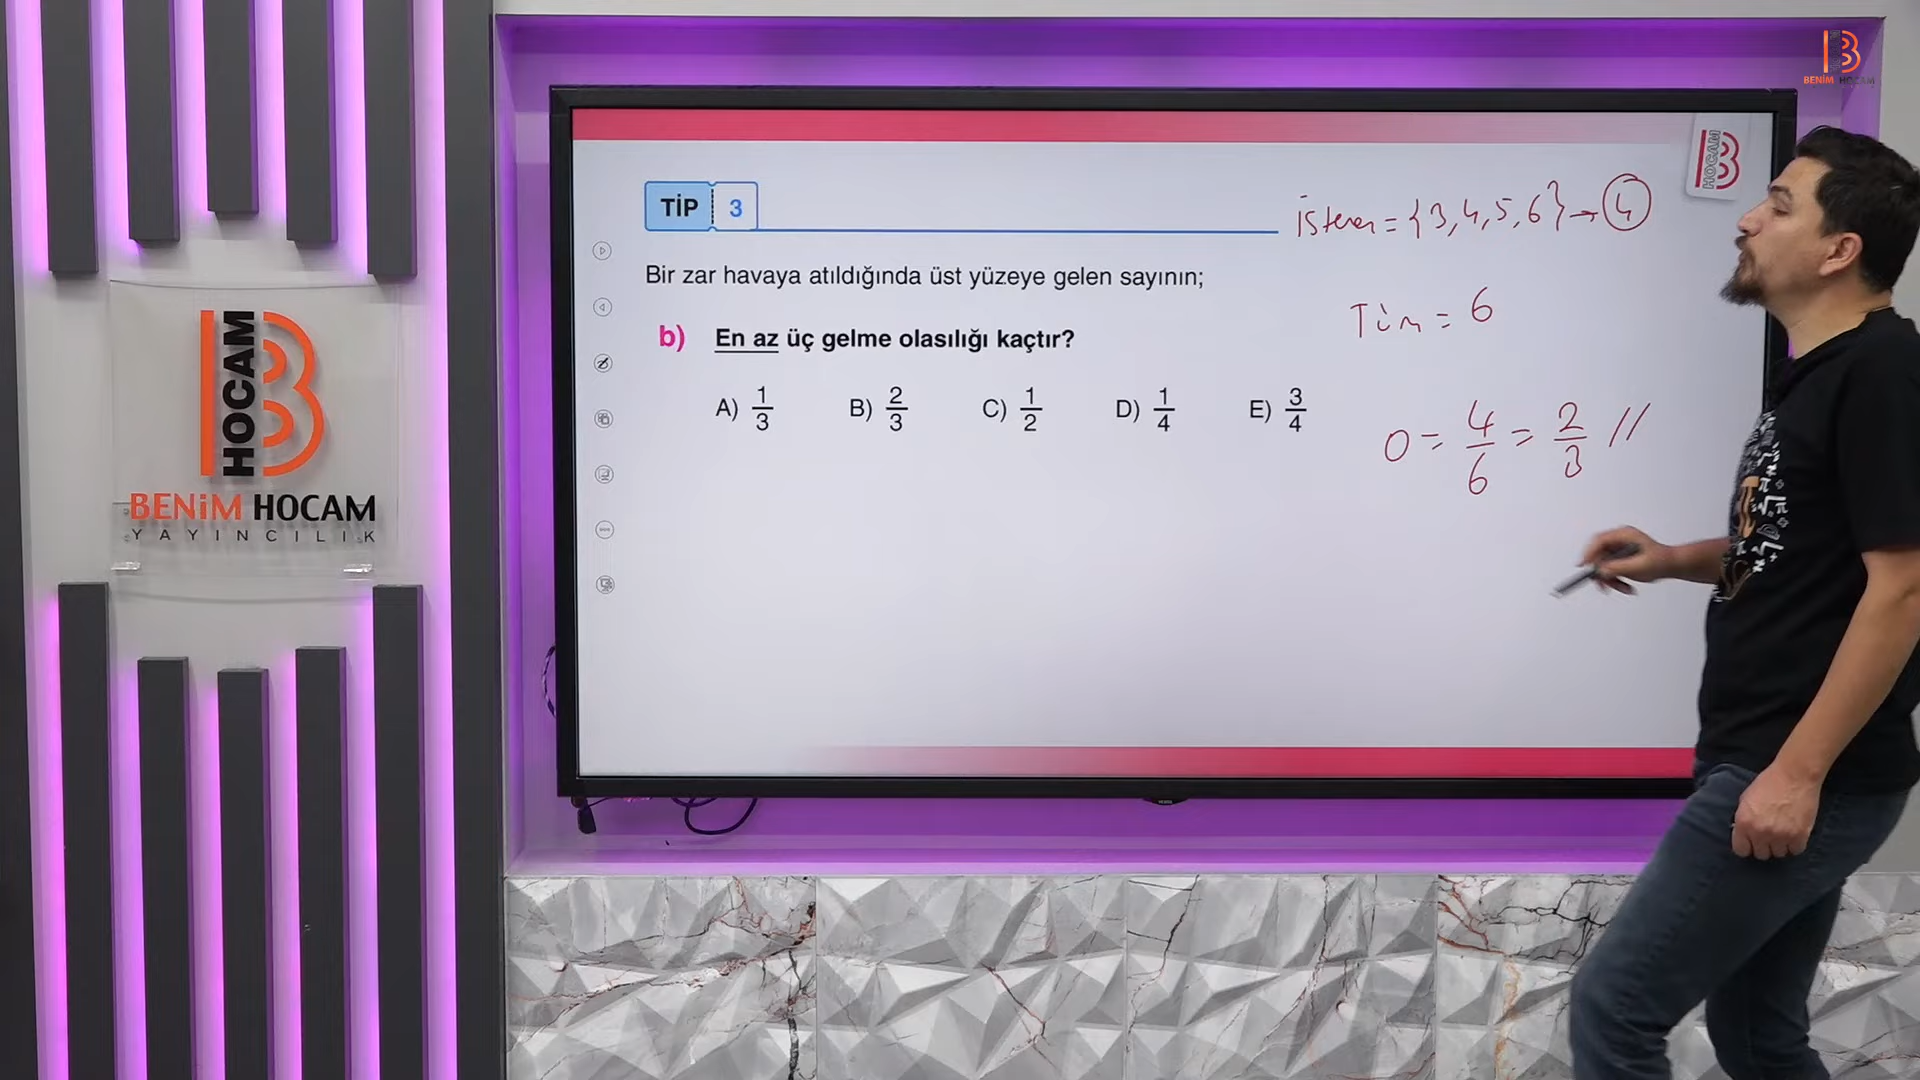 BENİM HOCAM
HOCAM
TİP 3
İstenen = {3, 4, 5, 6} → 4
Bir zar havaya atıldığında üst yüzeye gelen sayının;
Tüm = 6
b) En az üç gelme olasılığı kaçtır?
A) 1/3 B) 2/3 C) 1/2 D) 1/4 E) 3/4
O = 4/6 = 2/3 //
HOCAM
BENİM HOCAM
YAYINCILIK